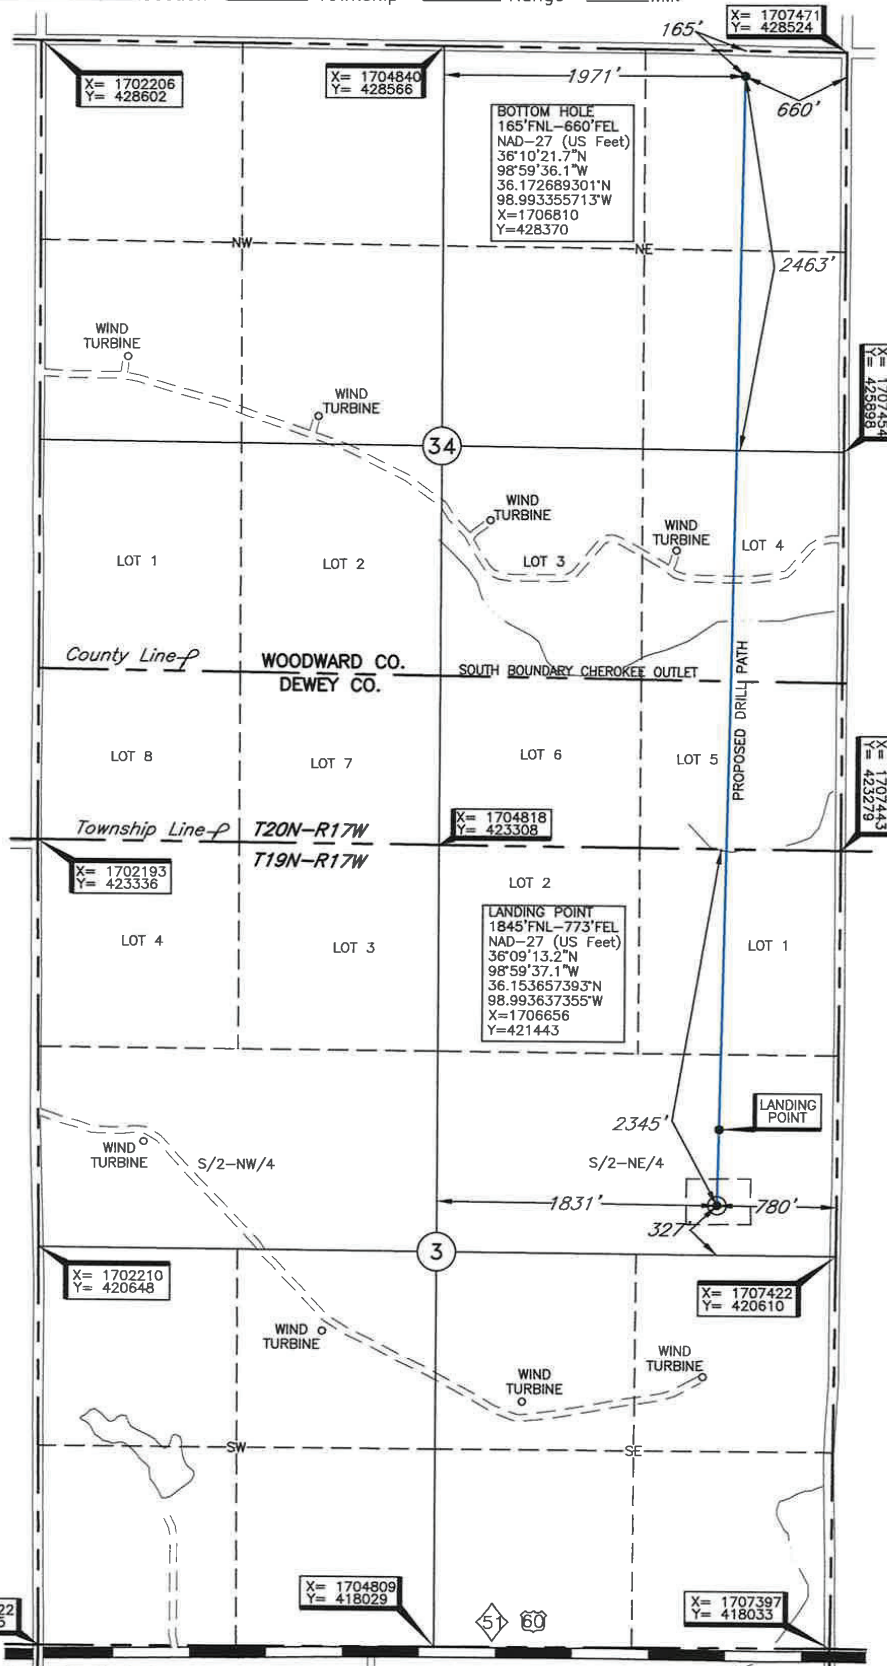 165'
X= 1707471
Y= 428524
X= 1702206
Y= 428602
X= 1704840
Y= 428566
1971'
660'
BOTTOM HOLE
165'FNL-660'FEL
NAD-27 (US Feet)
36°10'21.7"N
98°59'36.1"W
36.172689301°N
98.993355713°W
X=1706810
Y=428370
NW
NE
2463'
WIND
TURBINE
WIND
TURBINE
X= 1707454
Y= 425898
34
WIND
TURBINE
WIND
TURBINE
LOT 1
LOT 2
LOT 3
LOT 4
County Line
WOODWARD CO.
DEWEY CO.
SOUTH BOUNDARY CHEROKEE OUTLET
PROPOSED DRILL PATH
LOT 8
LOT 7
LOT 6
LOT 5
X= 1707443
Y= 423279
Township Line
T20N-R17W
T19N-R17W
X= 1704818
Y= 423308
X= 1702193
Y= 423336
LOT 2
LOT 4
LOT 3
LOT 1
LANDING POINT
1845'FNL-773'FEL
NAD-27 (US Feet)
36°09'13.2"N
98°59'37.1"W
36.153657393°N
98.993637355°W
X=1706656
Y=421443
2345'
LANDING
POINT
WIND
TURBINE
S/2-NW/4
S/2-NE/4
1831'
780'
327'
3
X= 1702210
Y= 420648
X= 1707422
Y= 420610
WIND
TURBINE
WIND
TURBINE
WIND
TURBINE
SW
SE
X= 1704809
Y= 418029
51
60
X= 1707397
Y= 418033